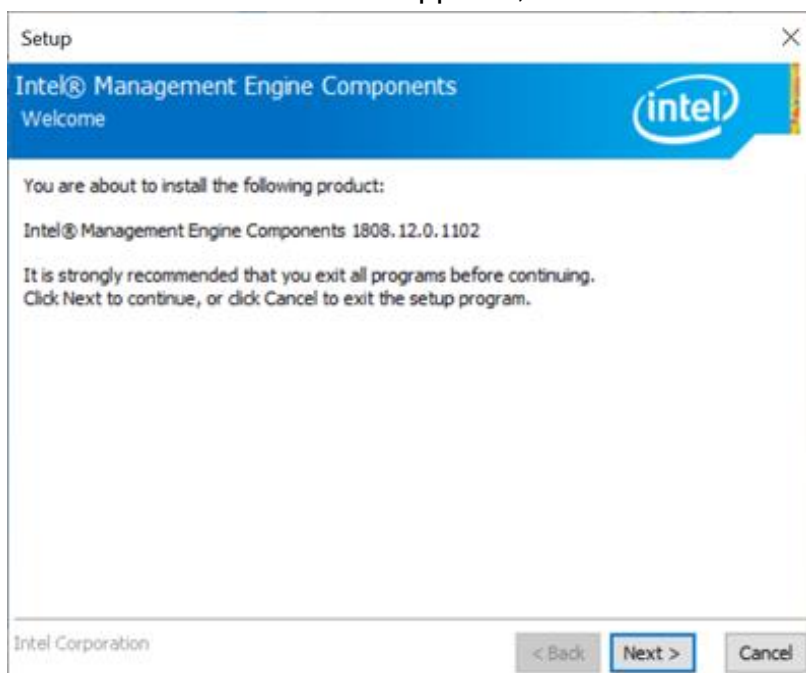 Setup
Intel® Management Engine Components
Welcome
intel
You are about to install the following product:
Intel® Management Engine Components 1808.12.0.1102
It is strongly recommended that you exit all programs before continuing.
Click Next to continue, or click Cancel to exit the setup program.
Intel Corporation
< Back Next > Cancel